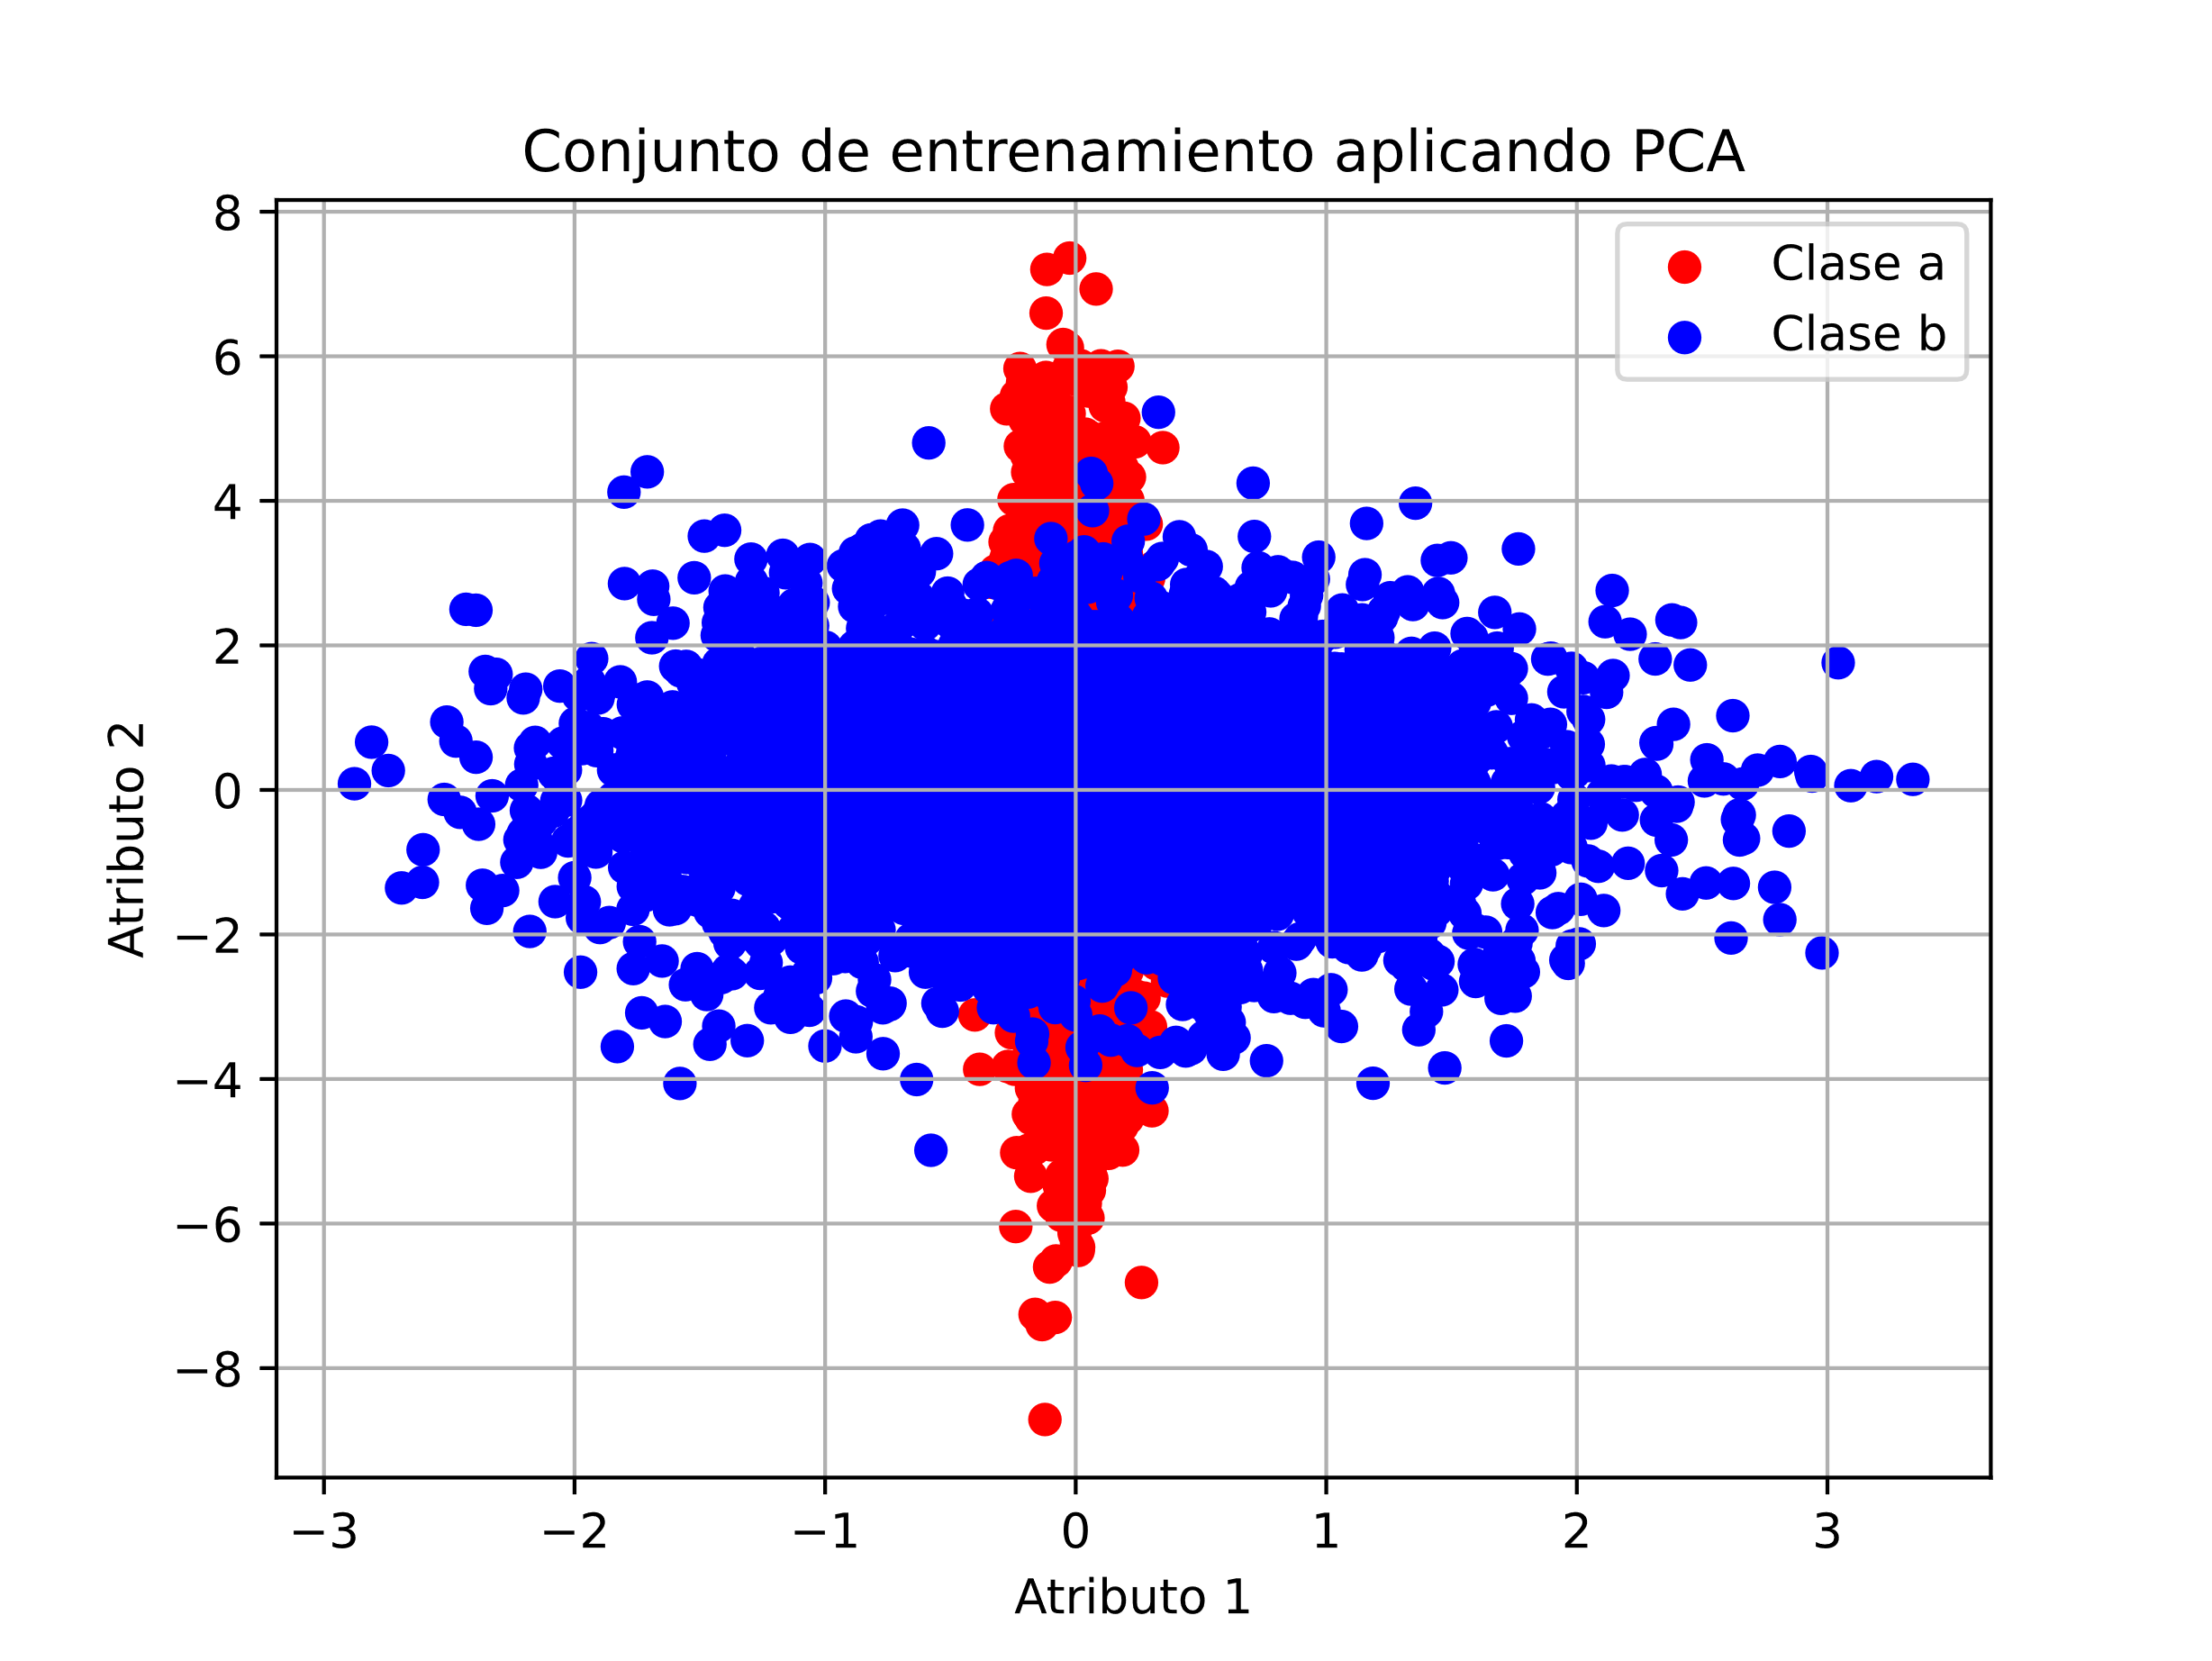 Conjunto de entrenamiento aplicando PCA
Clase a
Clase b
Atributo 2
8
6
4
2
0
−2
−4
−6
−8
−3 −2 −1 0 1 2 3
Atributo 1